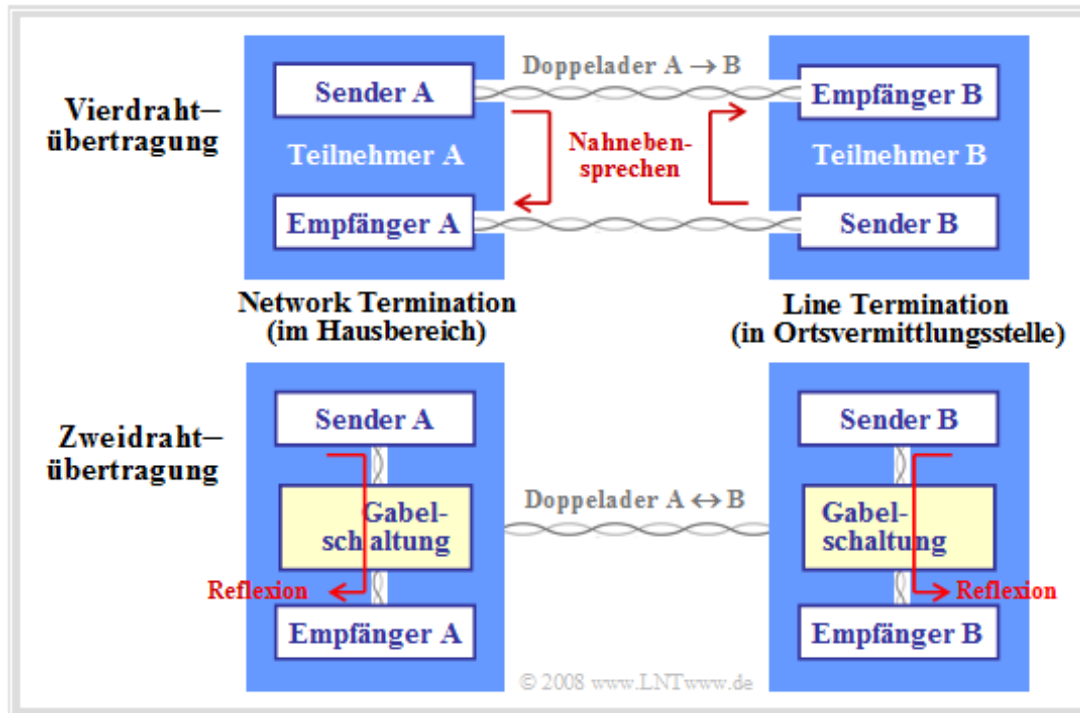 Vierdraht–
übertragung
Sender A
Teilnehmer A
Empfänger A
Doppelader A → B
Nahneben-
sprechen
Empfänger B
Teilnehmer B
Sender B
Network Termination
(im Hausbereich)
Line Termination
(in Ortsvermittlungsstelle)
Zweidraht–
übertragung
Sender A
Gabel-
schaltung
Reflexion
Empfänger A
Doppelader A ↔ B
Sender B
Gabel-
schaltung
Reflexion
Empfänger B
© 2008 www.LNTwww.de